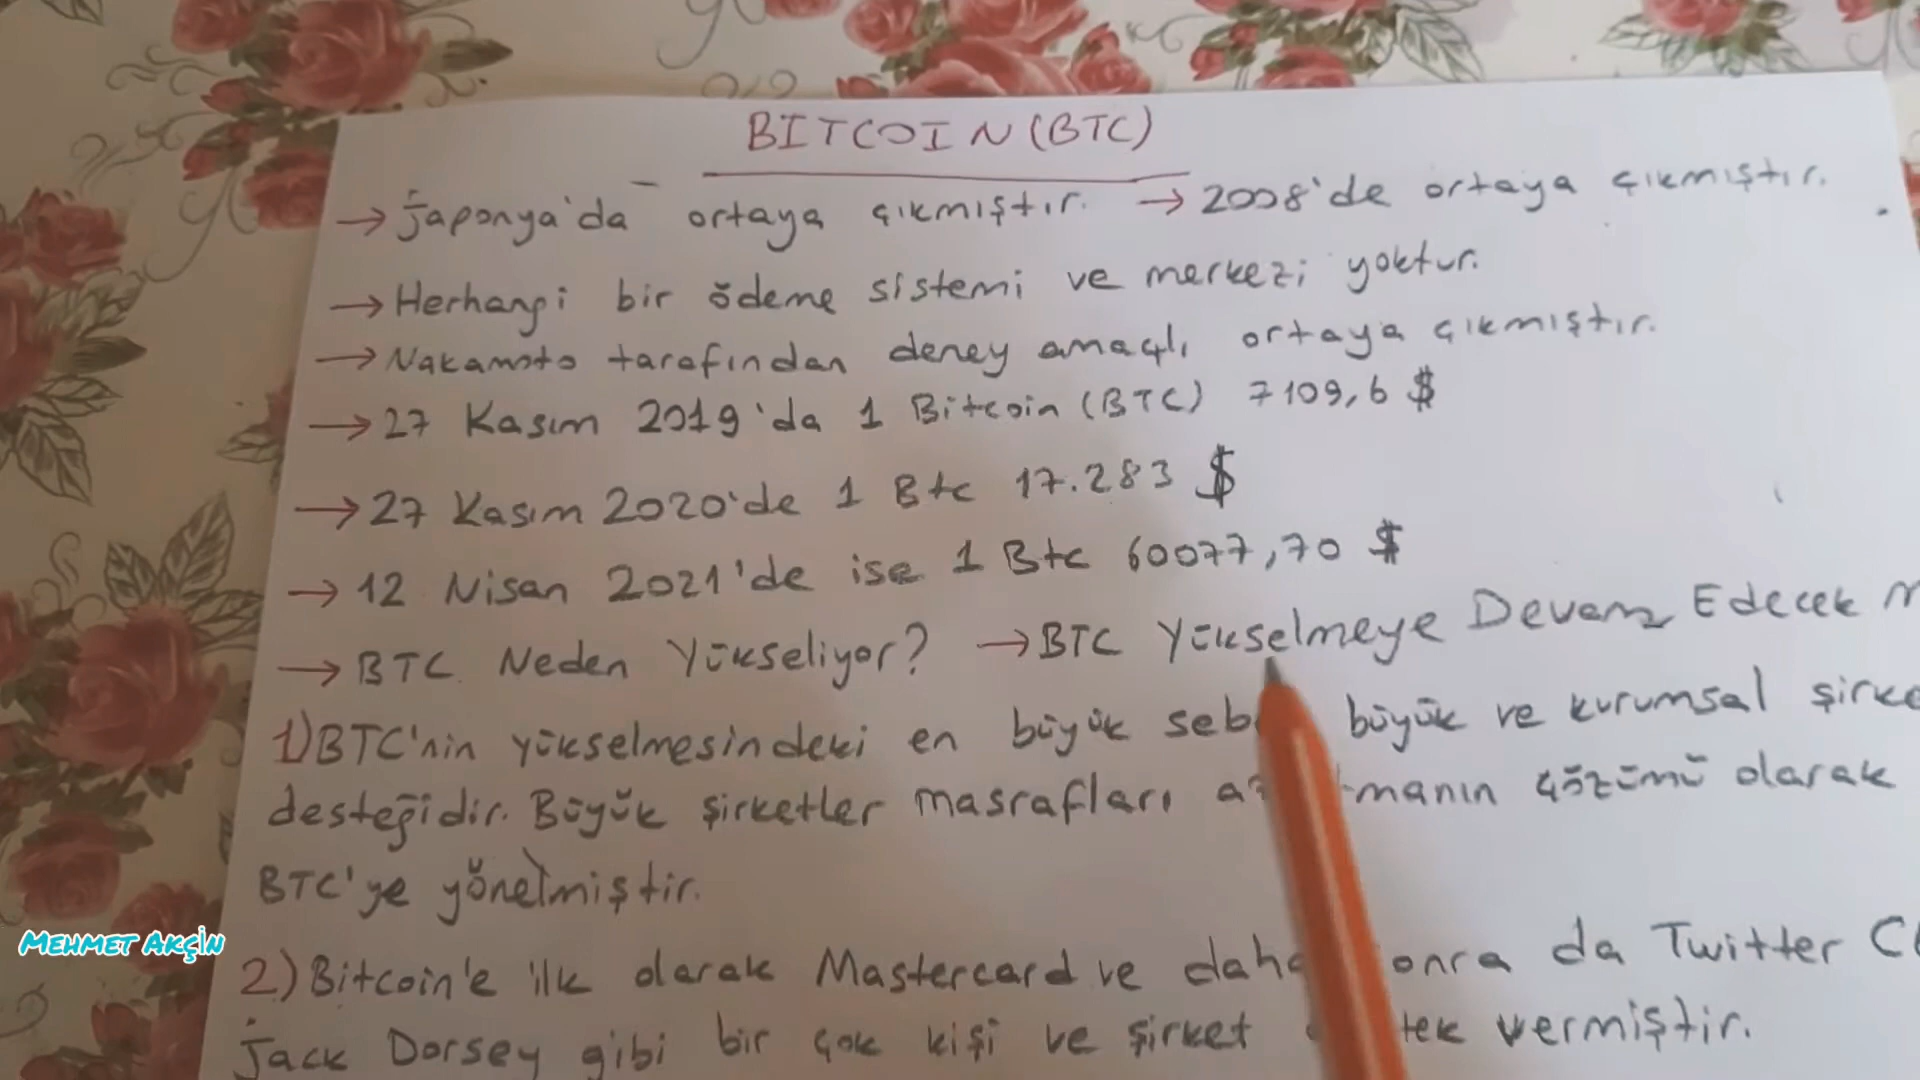 BITCOIN (BTC)
→ Japonya'da ortaya çıkmıştır. → 2008'de ortaya çıkmıştır.
→ Herhangi bir ödeme sistemi ve merkezi yoktur.
→ Nakamoto tarafından deney amaçlı ortaya çıkmıştır.
→ 27 Kasım 2019'da 1 Bitcoin (BTC) 7109,6 $
→ 27 Kasım 2020'de 1 Btc 17.283 $
→ 12 Nisan 2021'de ise 1 Btc 60077,70 $
→ BTC Neden Yükseliyor? → BTC Yükselmeye Devam Edecek
1) BTC'nin yükselmesindeki en büyük büyük ve kurumsal
desteğidir. Büyük şirketler masrafları çözümü olarak
BTC'ye yönelmiştir.
2.) Bitcoin'e ilk olarak Mastercard ve da Twitter
Jack Dorsey gibi bir çok kişi ve şirket vermiştir.
MEHMET AKÇİN